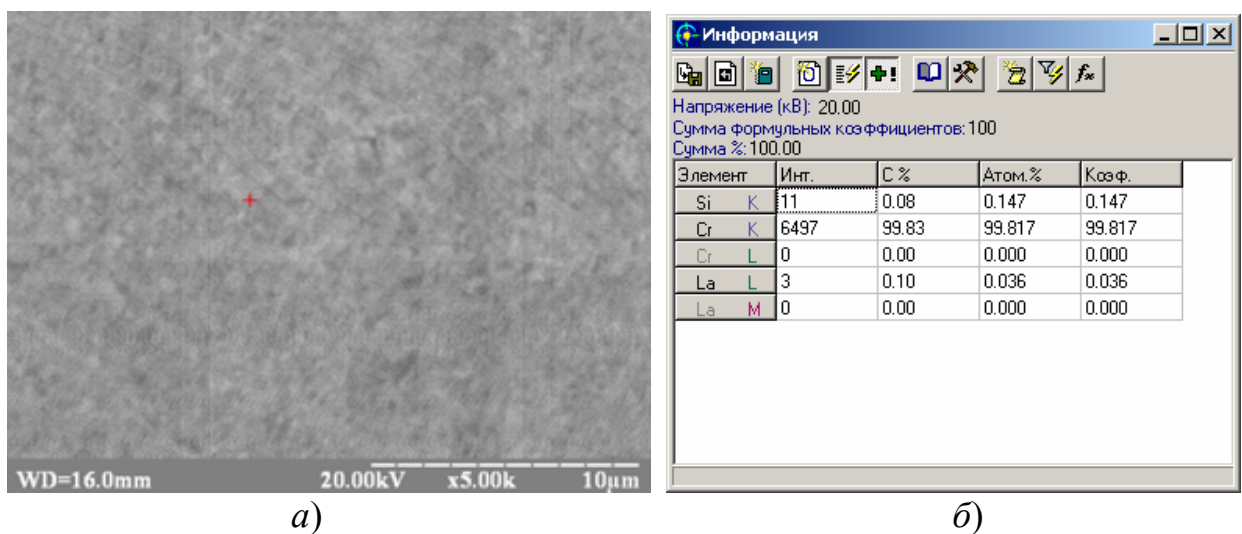 WD=16.0mm 20.00kV x5.00k 10µm
а)
Информация
Напряжение (кВ): 20.00
Сумма формульных коэффициентов: 100
Сумма %: 100.00
Элемент Инт. C % Атом.% Коэф.
Si K 11 0.08 0.147 0.147
Cr K 6497 99.83 99.817 99.817
Cr L 0 0.00 0.000 0.000
La L 3 0.10 0.036 0.036
La M 0 0.00 0.000 0.000
б)